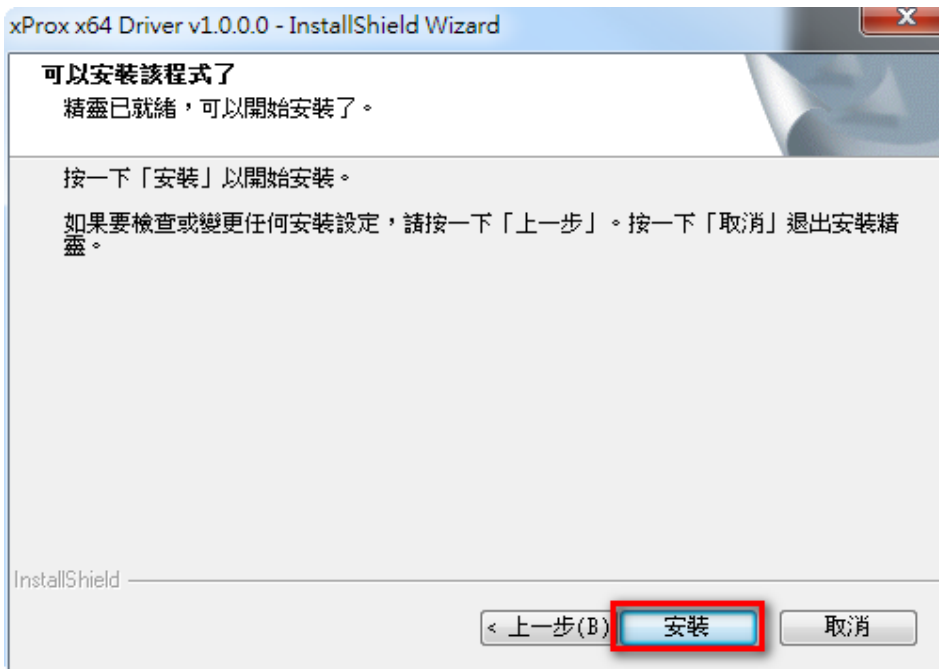 xProx x64 Driver v1.0.0.0 - InstallShield Wizard
可以安裝該程式了
精靈已就緒，可以開始安裝了。
按一下「安裝」以開始安裝。
如果要檢查或變更任何安裝設定，請按一下「上一步」。按一下「取消」退出安裝精
靈。
InstallShield
< 上一步(B) 安裝 取消